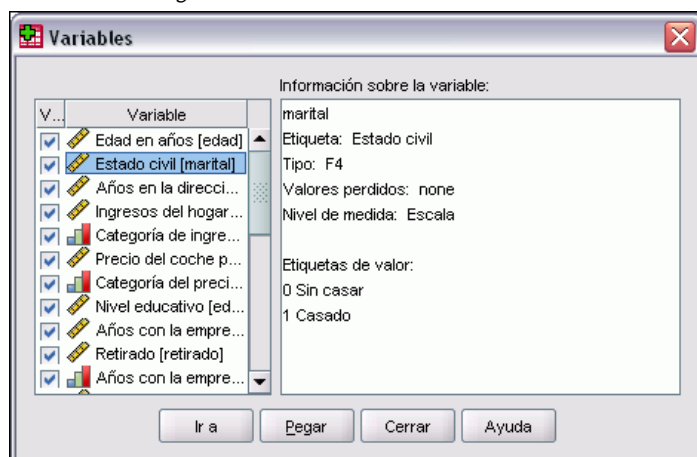 Variables
Información sobre la variable:
V... Variable
Edad en años [edad]
Estado civil [marital]
Años en la direcci...
Ingresos del hogar...
Categoría de ingre...
Precio del coche p...
Categoría del preci...
Nivel educativo [ed...
Años con la empre...
Retirado [retirado]
Años con la empre...
marital
Etiqueta: Estado civil
Tipo: F4
Valores perdidos: none
Nivel de medida: Escala
Etiquetas de valor:
0 Sin casar
1 Casado
Ir a
Pegar
Cerrar
Ayuda